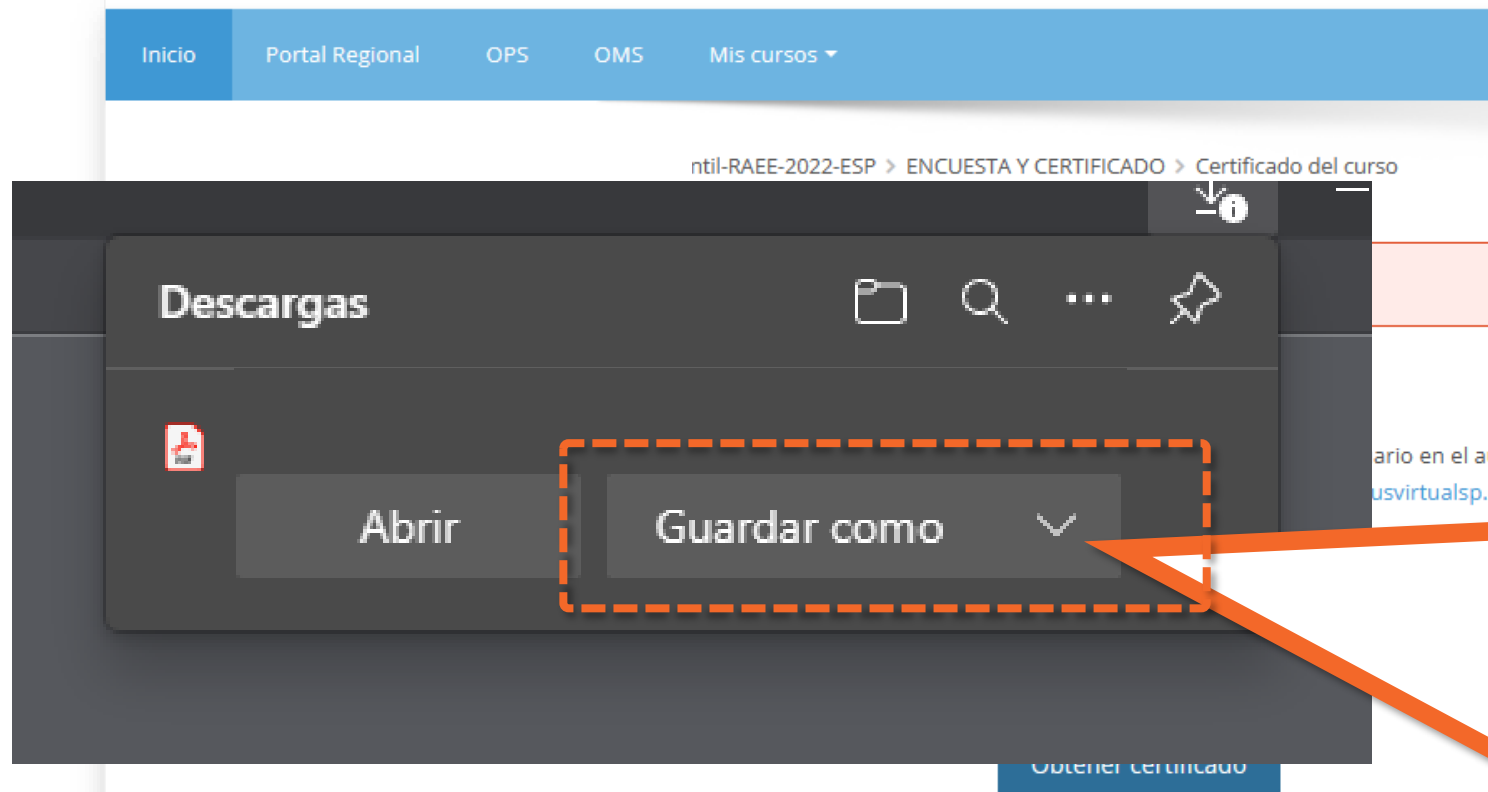 Inicio Portal Regional OPS OMS Mis cursos
ntil-RAEE-2022-ESP > ENCUESTA Y CERTIFICADO > Certificado del curso
Descargas
ario en el a
usvirtualsp.
Abrir Guardar como
Obtener certificado